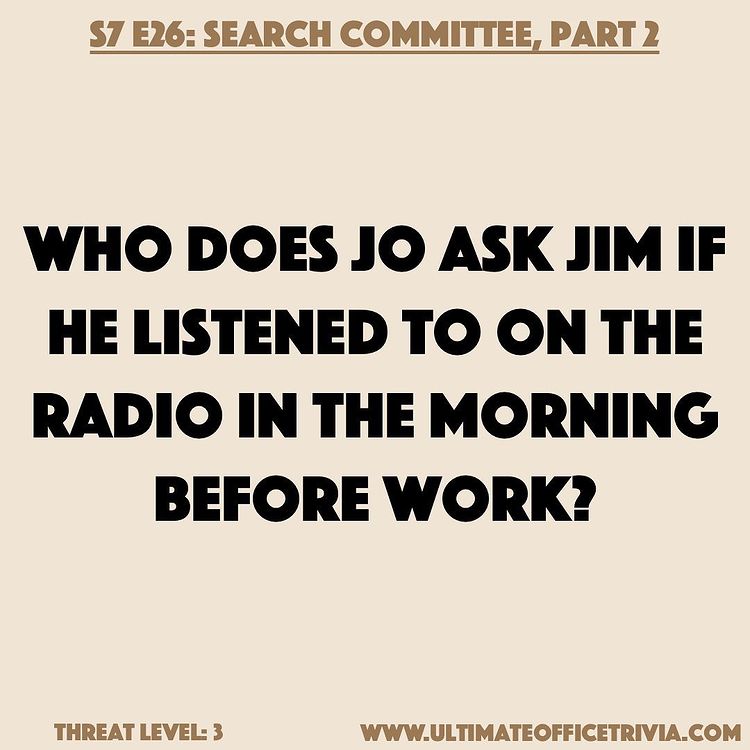 S7 E26: SEARCH COMMITTEE, PART 2
WHO DOES JO ASK JIM IF
HE LISTENED TO ON THE
RADIO IN THE MORNING
BEFORE WORK?
THREAT LEVEL: 3
WWW.ULTIMATEOFFICETRIVIA.COM